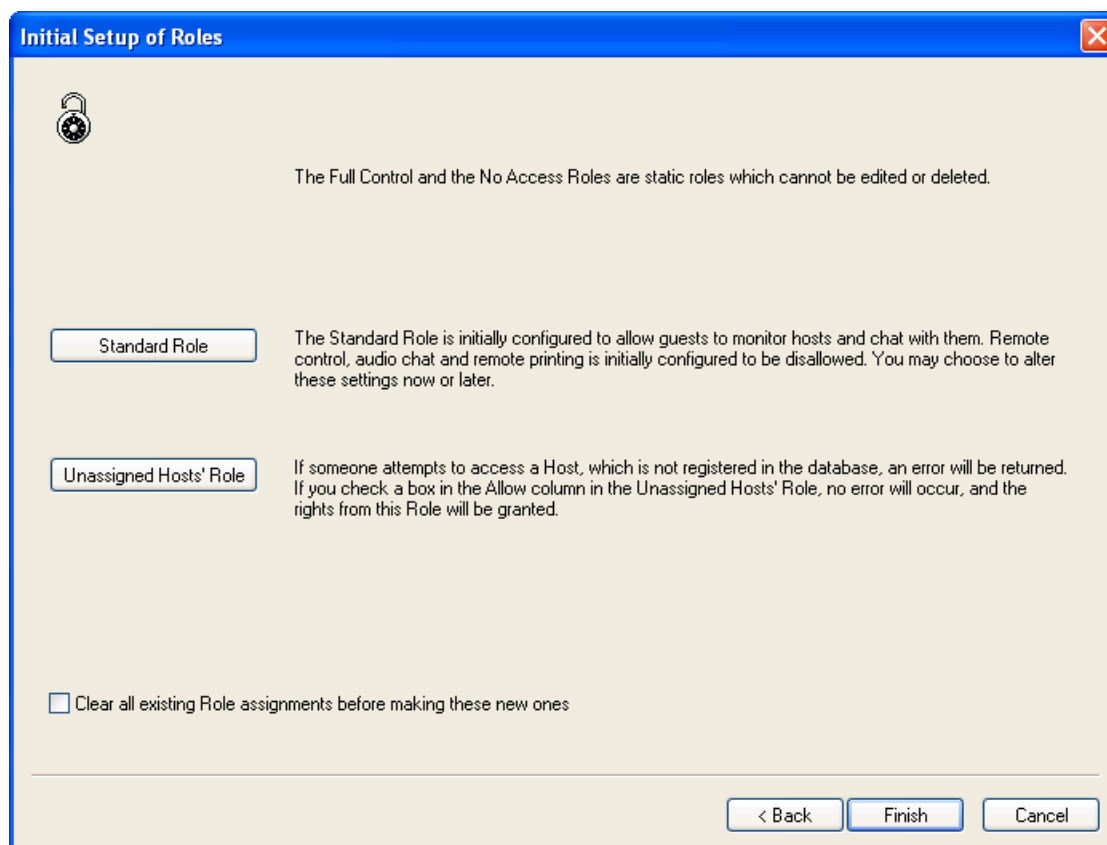 Initial Setup of Roles
The Full Control and the No Access Roles are static roles which cannot be edited or deleted.
Standard Role
The Standard Role is initially configured to allow guests to monitor hosts and chat with them. Remote
control, audio chat and remote printing is initially configured to be disallowed. You may choose to alter
these settings now or later.
Unassigned Hosts' Role
If someone attempts to access a Host, which is not registered in the database, an error will be returned.
If you check a box in the Allow column in the Unassigned Hosts' Role, no error will occur, and the
rights from this Role will be granted.
Clear all existing Role assignments before making these new ones
< Back
Finish
Cancel